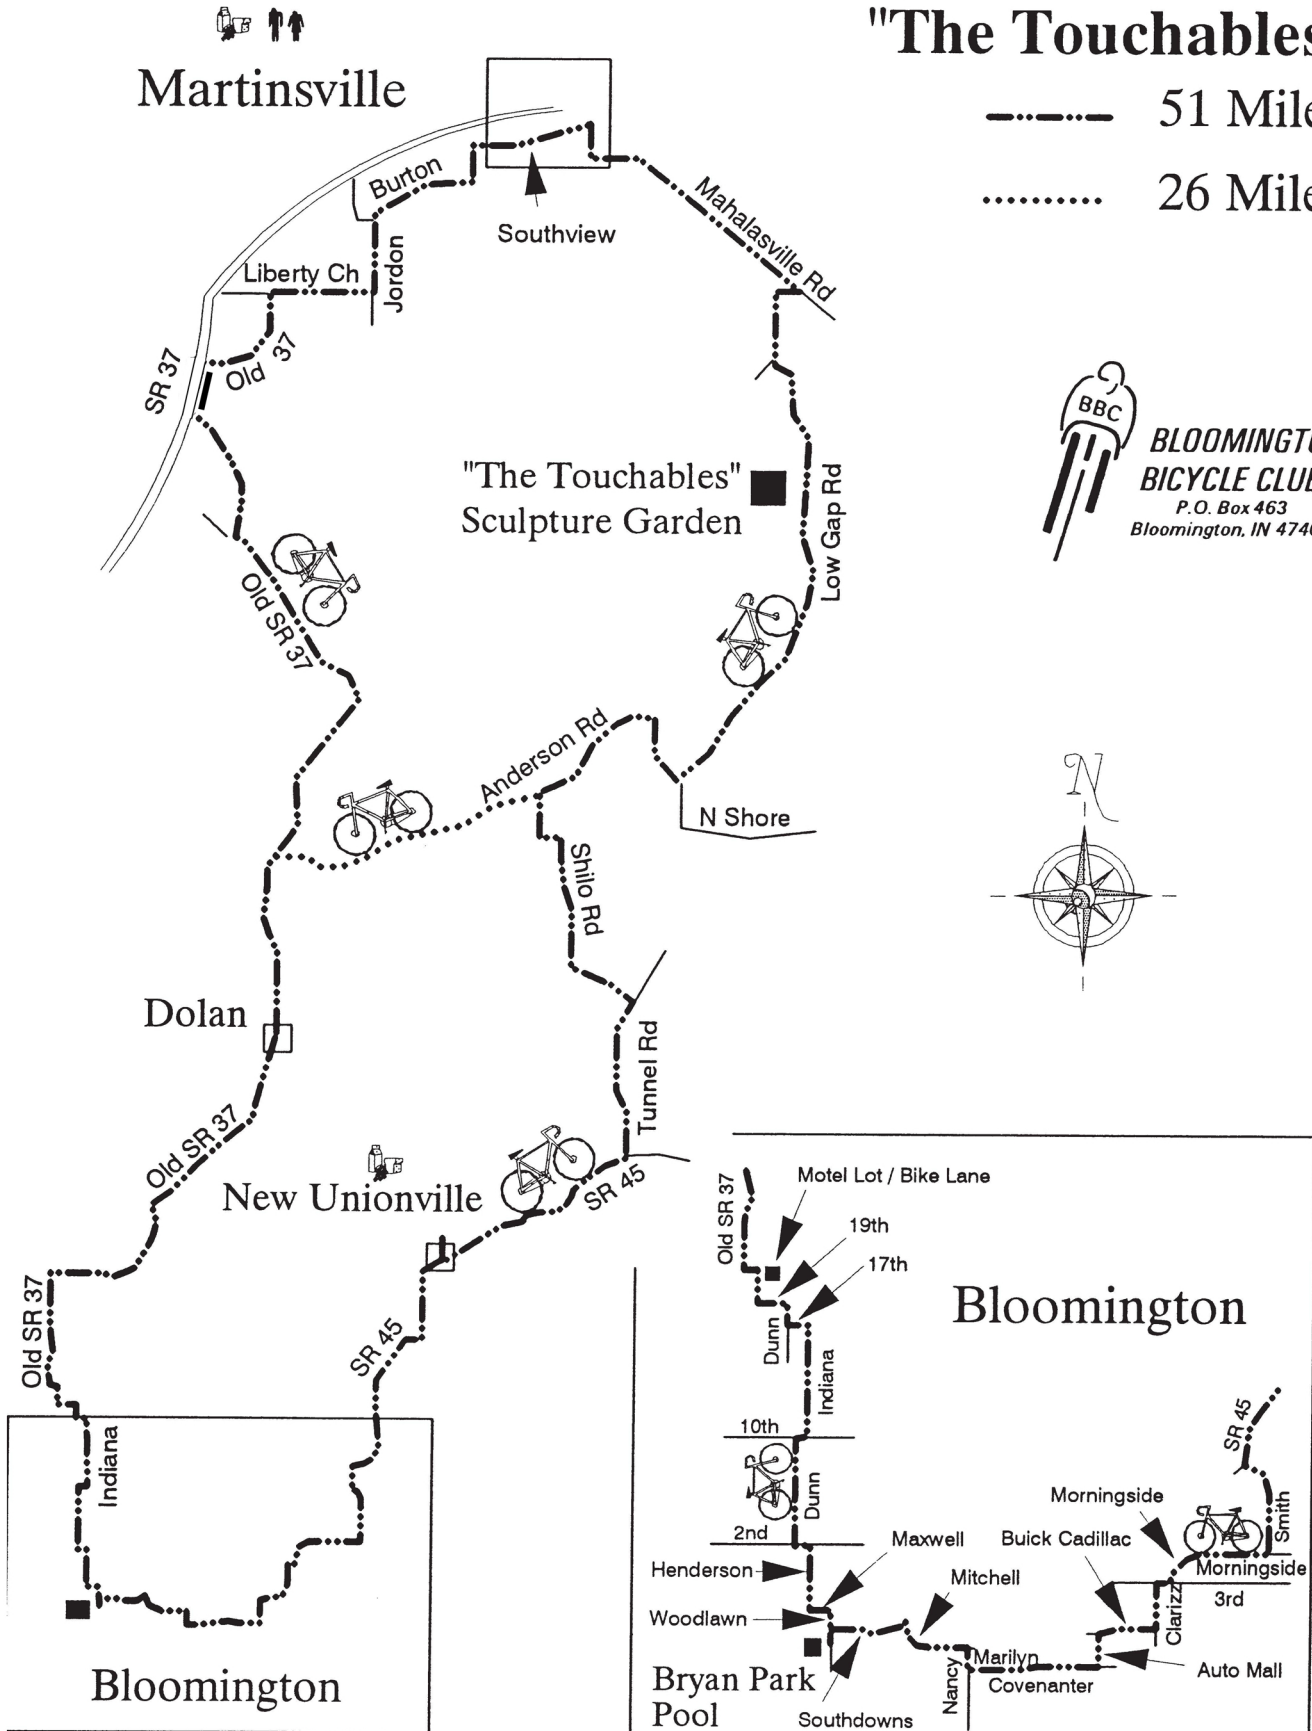 Martinsville
"The Touchables
51 Mile
26 Mile
Burton
Southview
Mahalasville Rd
Liberty Ch
Jordon
SR 37
Old 37
BBC
BLOOMINGTO
BICYCLE CLUB
P.O. Box 463
Bloomington, IN 4740
"The Touchables"
Sculpture Garden
Low Gap Rd
Old SR 37
Anderson Rd
N Shore
N
Shilo Rd
Dolan
Tunnel Rd
Old SR 37
New Unionville
SR 45
Old SR 37
SR 45
Indiana
Bloomington
Old SR 37
Motel Lot / Bike Lane
19th
17th
Bloomington
Dunn
Indiana
10th
Dunn
2nd
SR 45
Smith
Morningside
Buick Cadillac
Maxwell
Henderson
Mitchell
Morningside
3rd
Woodlawn
Clarizz
Bryan Park
Pool
Nancy
Marilyn
Covenanter
Auto Mall
Southdowns